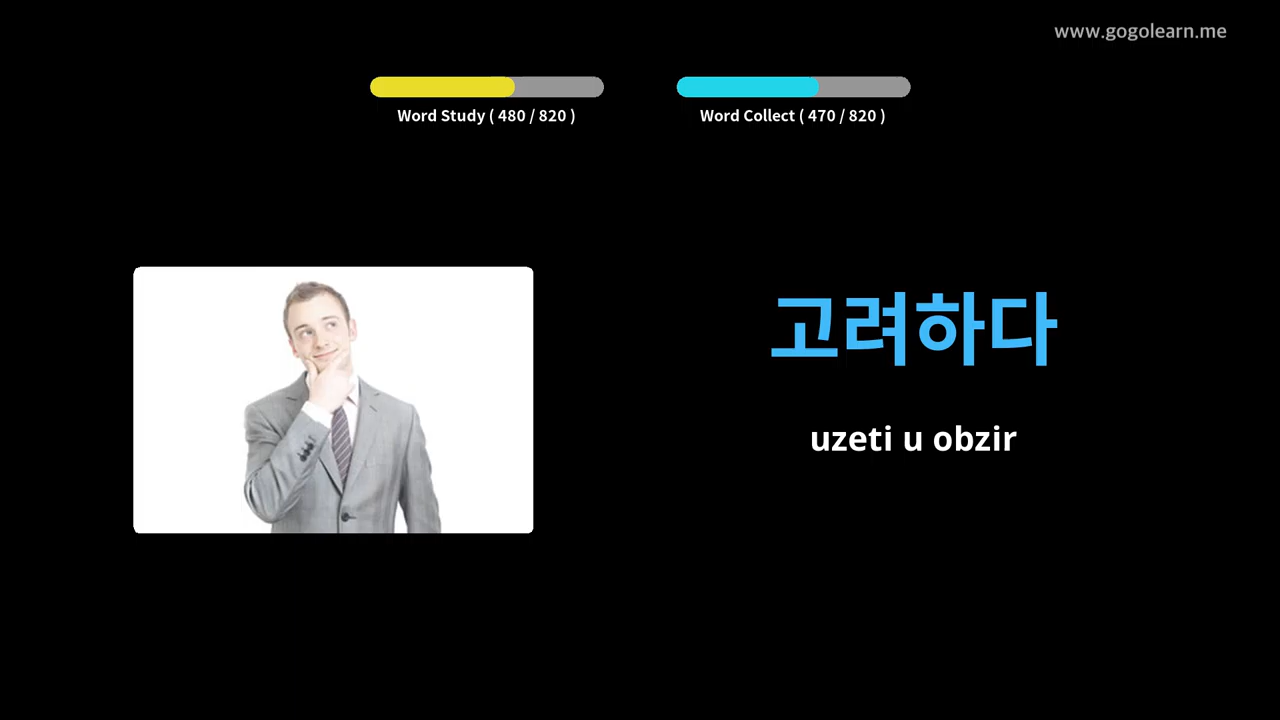 www.gogolearn.me
Word Study ( 480 / 820 )
Word Collect ( 470 / 820 )
고려하다
uzeti u obzir